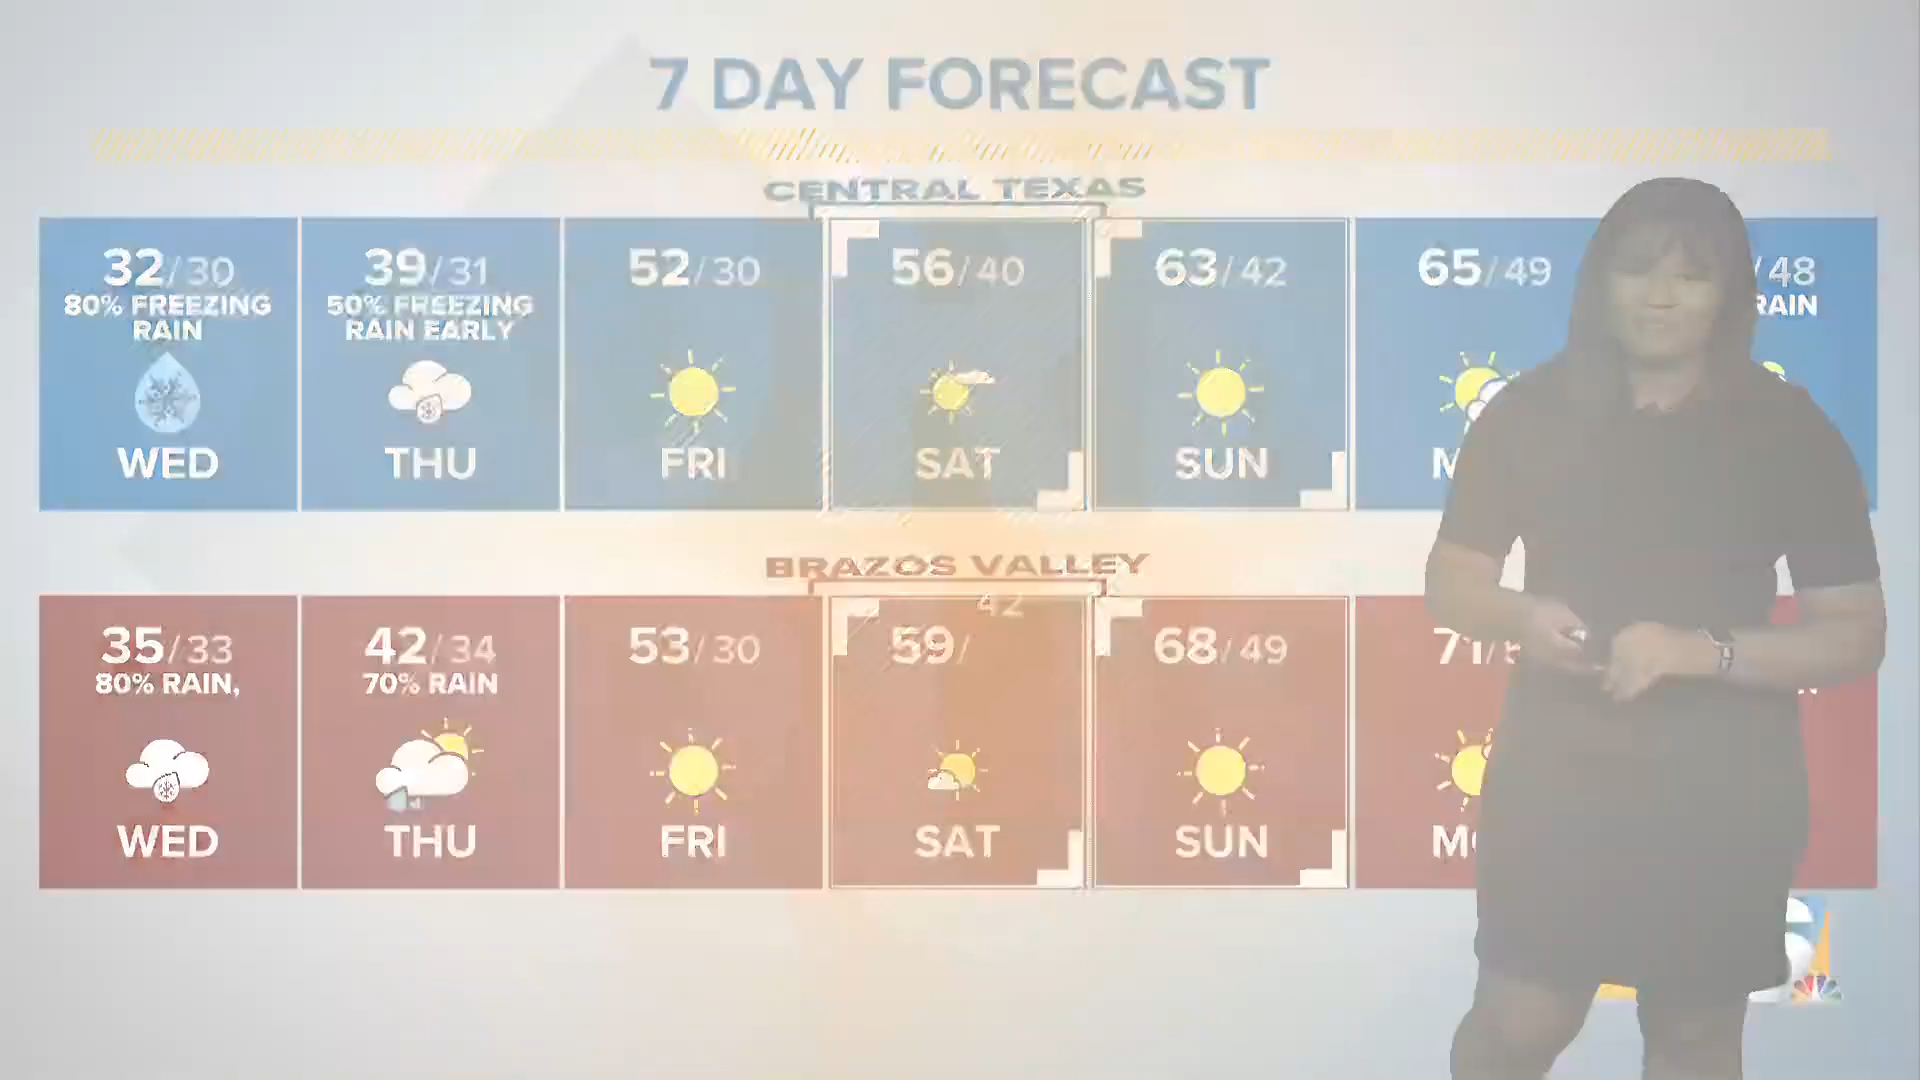 7 DAY FORECAST
CENTRAL TEXAS
32/30
80% FREEZING
RAIN
WED
39/31
50% FREEZING
RAIN EARLY
THU
52/30
FRI
56/40
SAT
63/42
SUN
65/49
/48
RAIN
BRAZOS VALLEY
35/33
80% RAIN,
WED
42/34
70% RAIN
THU
53/30
FRI
42
59/
SAT
68/49
SUN
71/